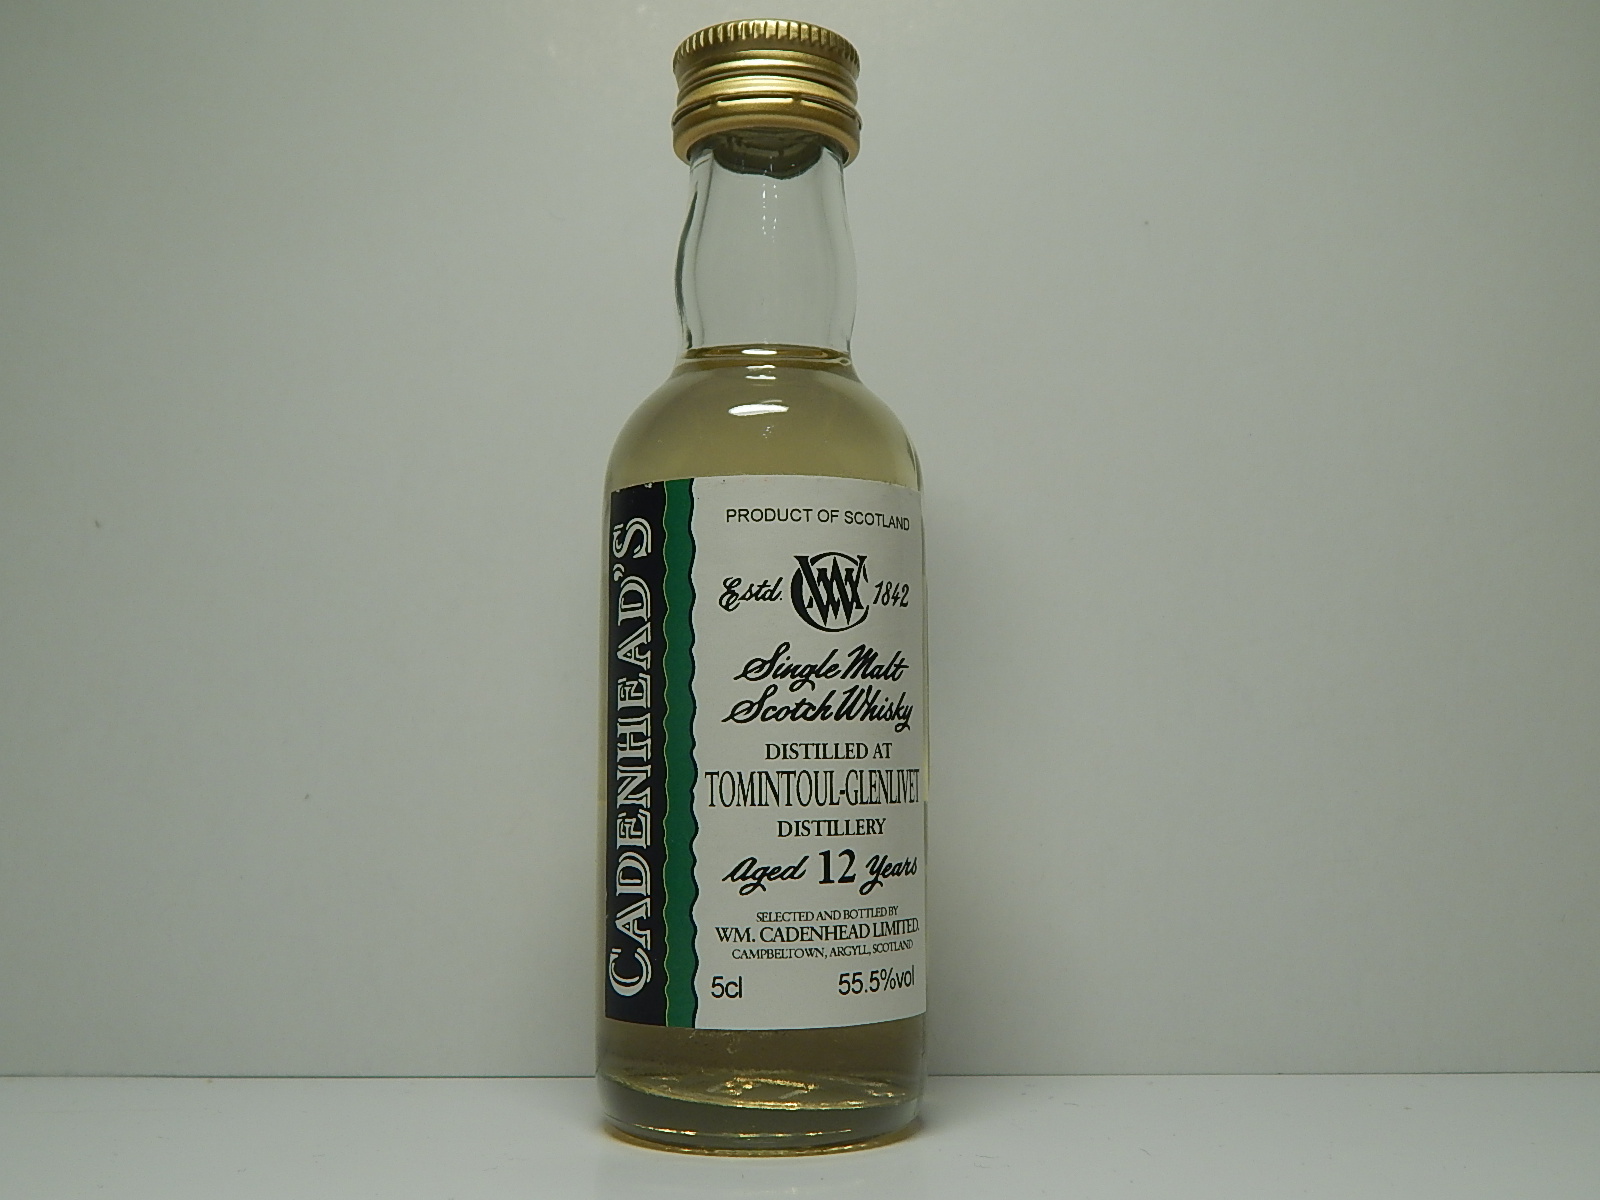 CADENHEAD'S
PRODUCT OF SCOTLAND
Estd. WC 1842
Single Malt
Scotch Whisky
DISTILLED AT
TOMINTOUL-GLENLIVET
DISTILLERY
Aged 12 Years
SELECTED AND BOTTLED BY
WM. CADENHEAD LIMITED.
CAMPBELTOWN, ARGYLL, SCOTLAND
5cl 55.5%vol